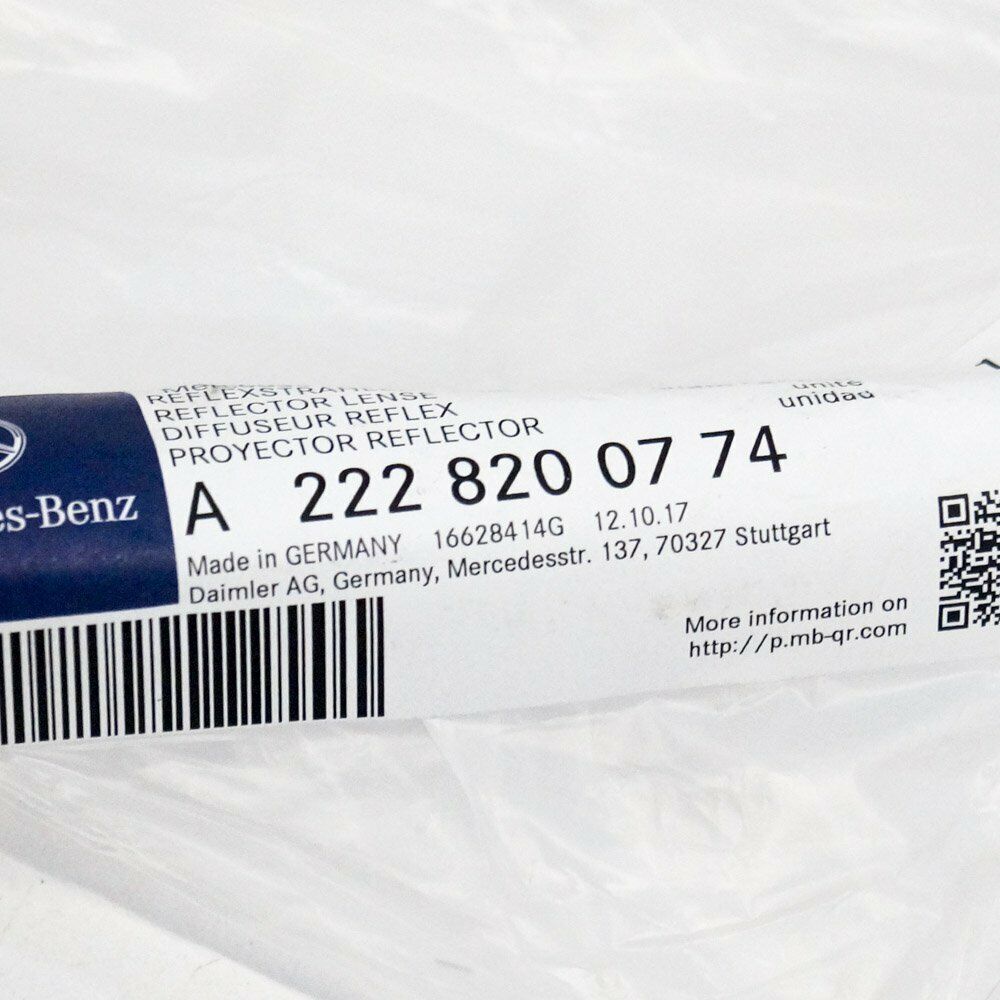 REFLECTOR LENSE
DIFFUSEUR REFLEX
PROYECTOR REFLECTOR
unité
unidad
A 222 820 07 74
es-Benz
Made in GERMANY 16628414G 12.10.17
Daimler AG, Germany, Mercedesstr. 137, 70327 Stuttgart
More information on
http://p.mb-qr.com